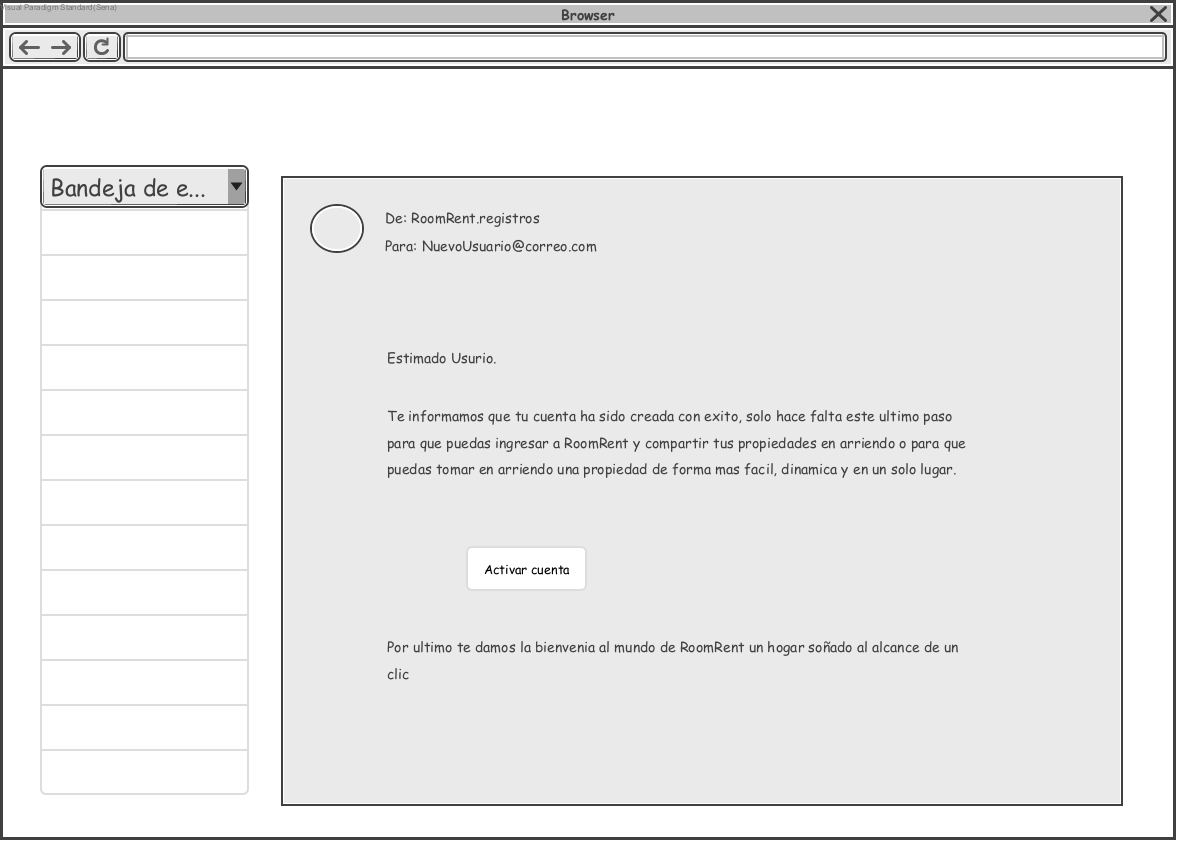 Visual Paradigm Standard(Sena)
Browser
Bandeja de e...
De: RoomRent.registros
Para: NuevoUsuario@correo.com
Estimado Usurio.
Te informamos que tu cuenta ha sido creada con exito, solo hace falta este ultimo paso
para que puedas ingresar a RoomRent y compartir tus propiedades en arriendo o para que
puedas tomar en arriendo una propiedad de forma mas facil, dinamica y en un solo lugar.
Activar cuenta
Por ultimo te damos la bienvenia al mundo de RoomRent un hogar soñado al alcance de un
clic